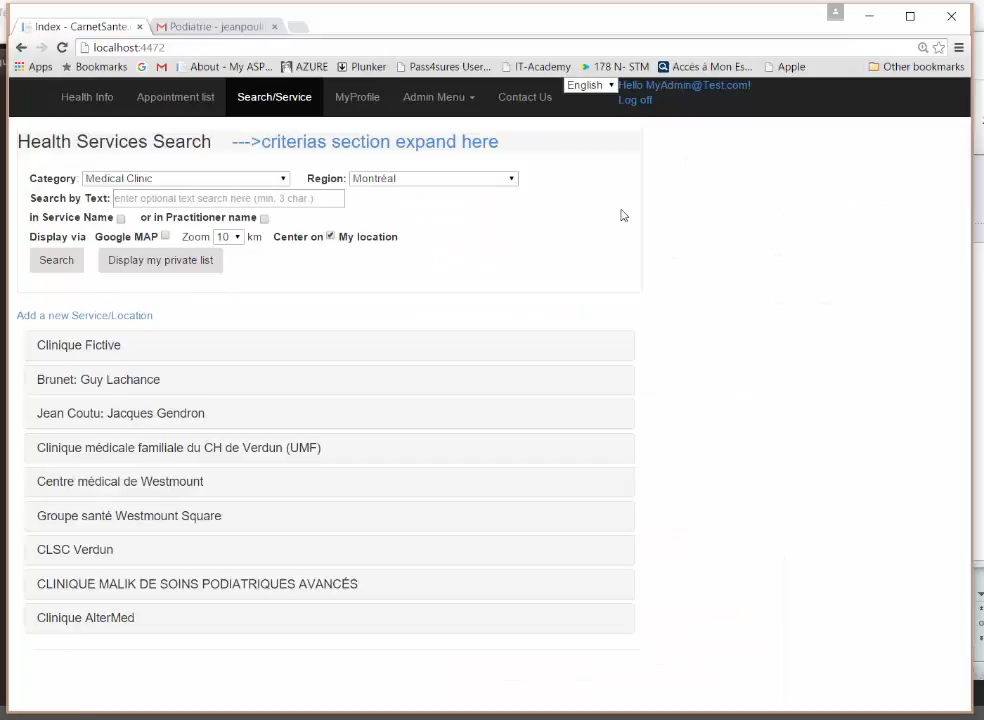 Index - CarnetSante
Podiatrie - jeanpouli
localhost:4472
Apps Bookmarks About - My ASP... AZURE Plunker Pass4sures User... IT-Academy 178 N- STM Accès à Mon Es... Apple Other bookmarks
Health Info Appointment list Search/Service MyProfile Admin Menu Contact Us English Hello MyAdmin@Test.com!
Log off
Health Services Search --->criterias section expand here
Category: Medical Clinic Region: Montréal
Search by Text: enter optional text search here (min. 3 char.)
in Service Name or in Practitioner name
Display via Google MAP Zoom 10 km Center on My location
Search Display my private list
Add a new Service/Location
Clinique Fictive
Brunet: Guy Lachance
Jean Coutu: Jacques Gendron
Clinique médicale familiale du CH de Verdun (UMF)
Centre médical de Westmount
Groupe santé Westmount Square
CLSC Verdun
CLINIQUE MALIK DE SOINS PODIATRIQUES AVANCÉS
Clinique AlterMed